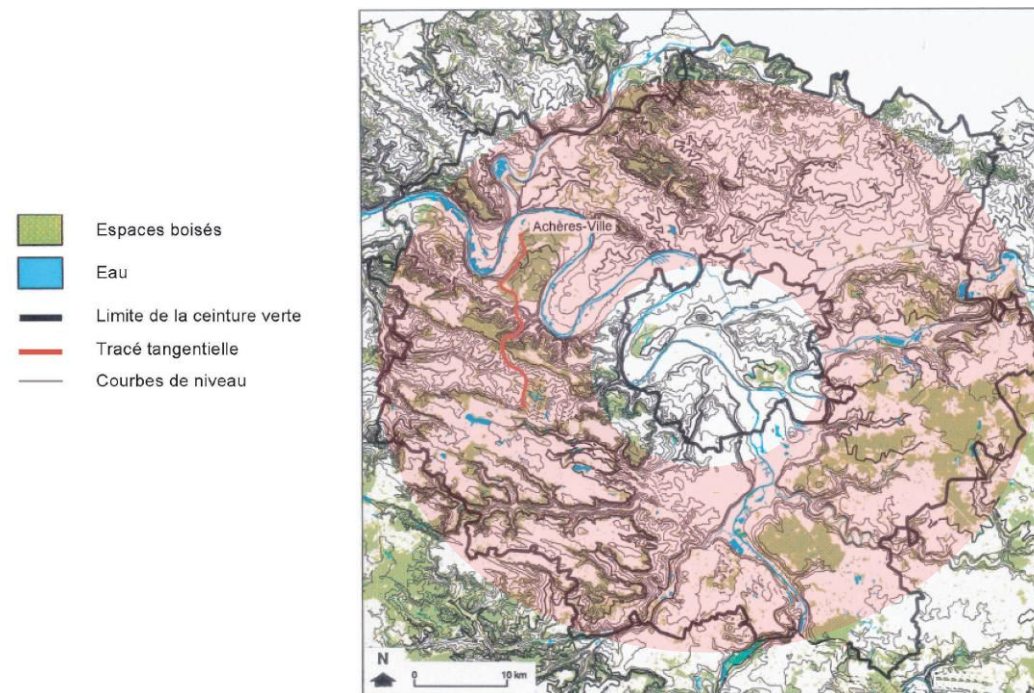 Espaces boisés
Eau
Limite de la ceinture verte
Tracé tangentielle
Courbes de niveau
Achères-Ville
N
0 10 km